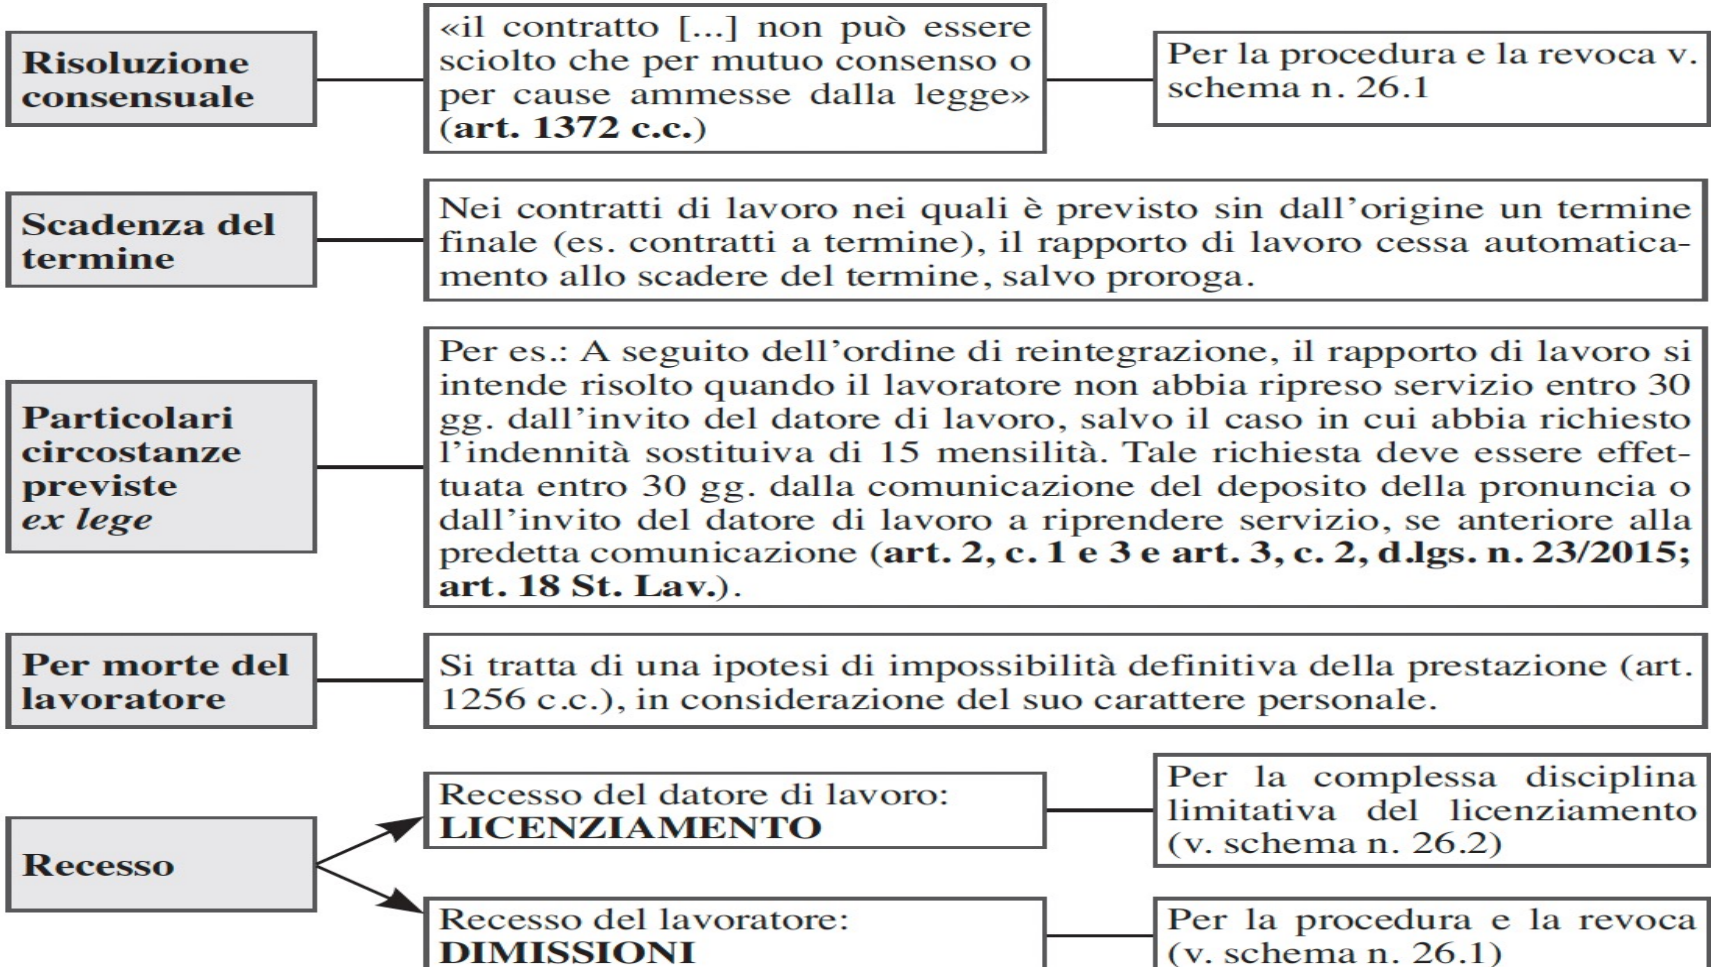 Risoluzione
consensuale
«il contratto [...] non può essere
sciolto che per mutuo consenso o
per cause ammesse dalla legge»
(art. 1372 c.c.)
Per la procedura e la revoca v.
schema n. 26.1
Scadenza del
termine
Nei contratti di lavoro nei quali è previsto sin dall'origine un termine
finale (es. contratti a termine), il rapporto di lavoro cessa automatica-
mento allo scadere del termine, salvo proroga.
Particolari
circostanze
previste
ex lege
Per es.: A seguito dell'ordine di reintegrazione, il rapporto di lavoro si
intende risolto quando il lavoratore non abbia ripreso servizio entro 30
gg. dall'invito del datore di lavoro, salvo il caso in cui abbia richiesto
l'indennità sostitutiva di 15 mensilità. Tale richiesta deve essere effet-
tuata entro 30 gg. dalla comunicazione del deposito della pronuncia o
dall'invito del datore di lavoro a riprendere servizio, se anteriore alla
predetta comunicazione (art. 2, c. 1 e 3 e art. 3, c. 2, d.lgs. n. 23/2015;
art. 18 St. Lav.).
Per morte del
lavoratore
Si tratta di una ipotesi di impossibilità definitiva della prestazione (art.
1256 c.c.), in considerazione del suo carattere personale.
Recesso
Recesso del datore di lavoro:
LICENZIAMENTO
Per la complessa disciplina
limitativa del licenziamento
(v. schema n. 26.2)
Recesso del lavoratore:
DIMISSIONI
Per la procedura e la revoca
(v. schema n. 26.1)